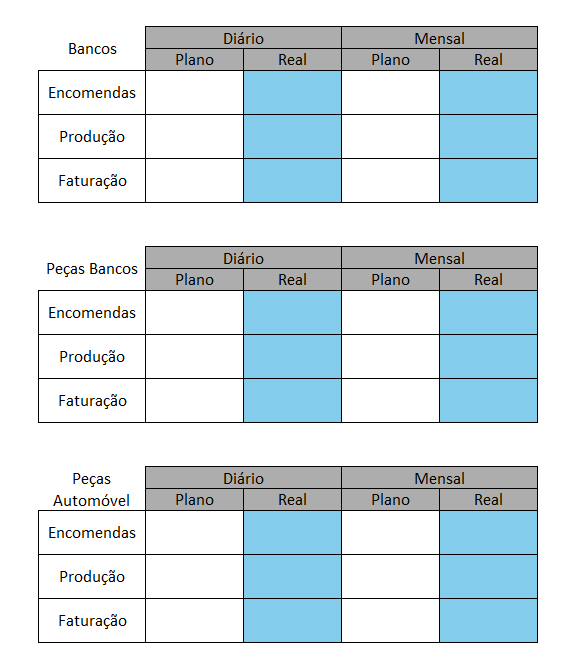 Bancos
Diário Mensal
Plano Real Plano Real
Encomendas
Produção
Faturação
Peças Bancos
Diário Mensal
Plano Real Plano Real
Encomendas
Produção
Faturação
Peças
Automóvel
Diário Mensal
Plano Real Plano Real
Encomendas
Produção
Faturação